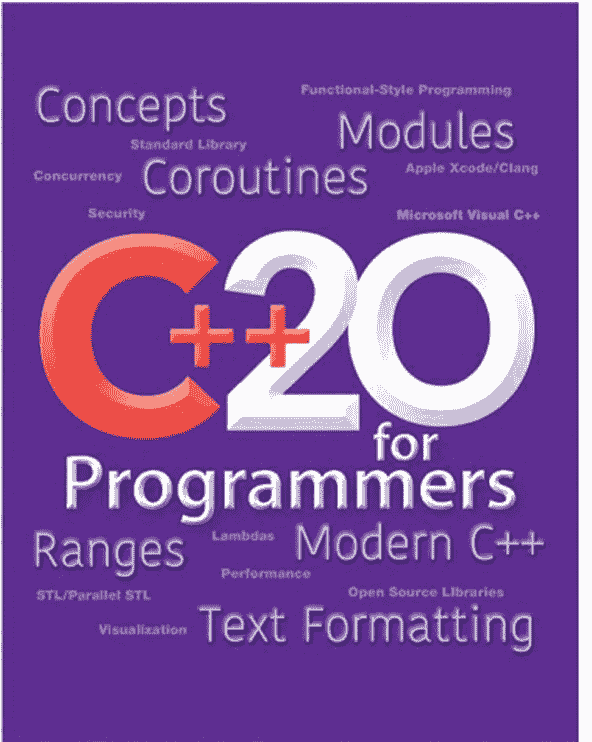 Functional-Style Programming
Concepts
Modules
Standard Library
Coroutines
Apple Xcode/Clang
Concurrency
Security
Microsoft Visual C++
C++20
for
Programmers
Ranges
Lambdas
Modern C++
Performance
STL/Parallel STL
Open Source Libraries
Visualization
Text Formatting